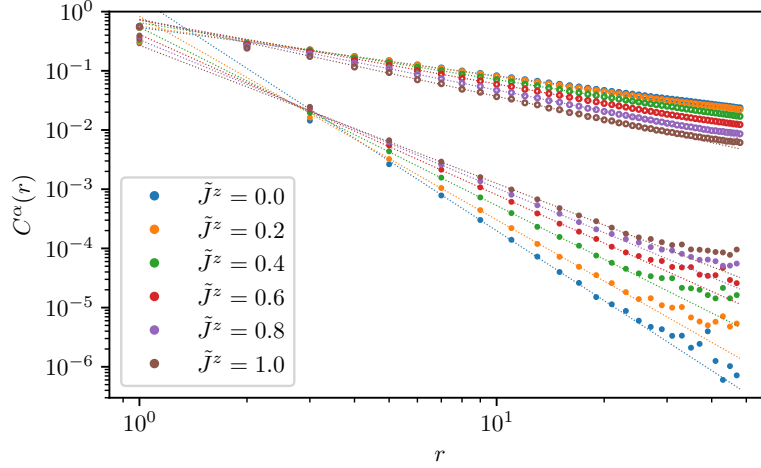 10^0
10^{-1}
10^{-2}
10^{-3}
10^{-4}
10^{-5}
10^{-6}
C^α(r)
J̃^z = 0.0
J̃^z = 0.2
J̃^z = 0.4
J̃^z = 0.6
J̃^z = 0.8
J̃^z = 1.0
10^0 10^1
r